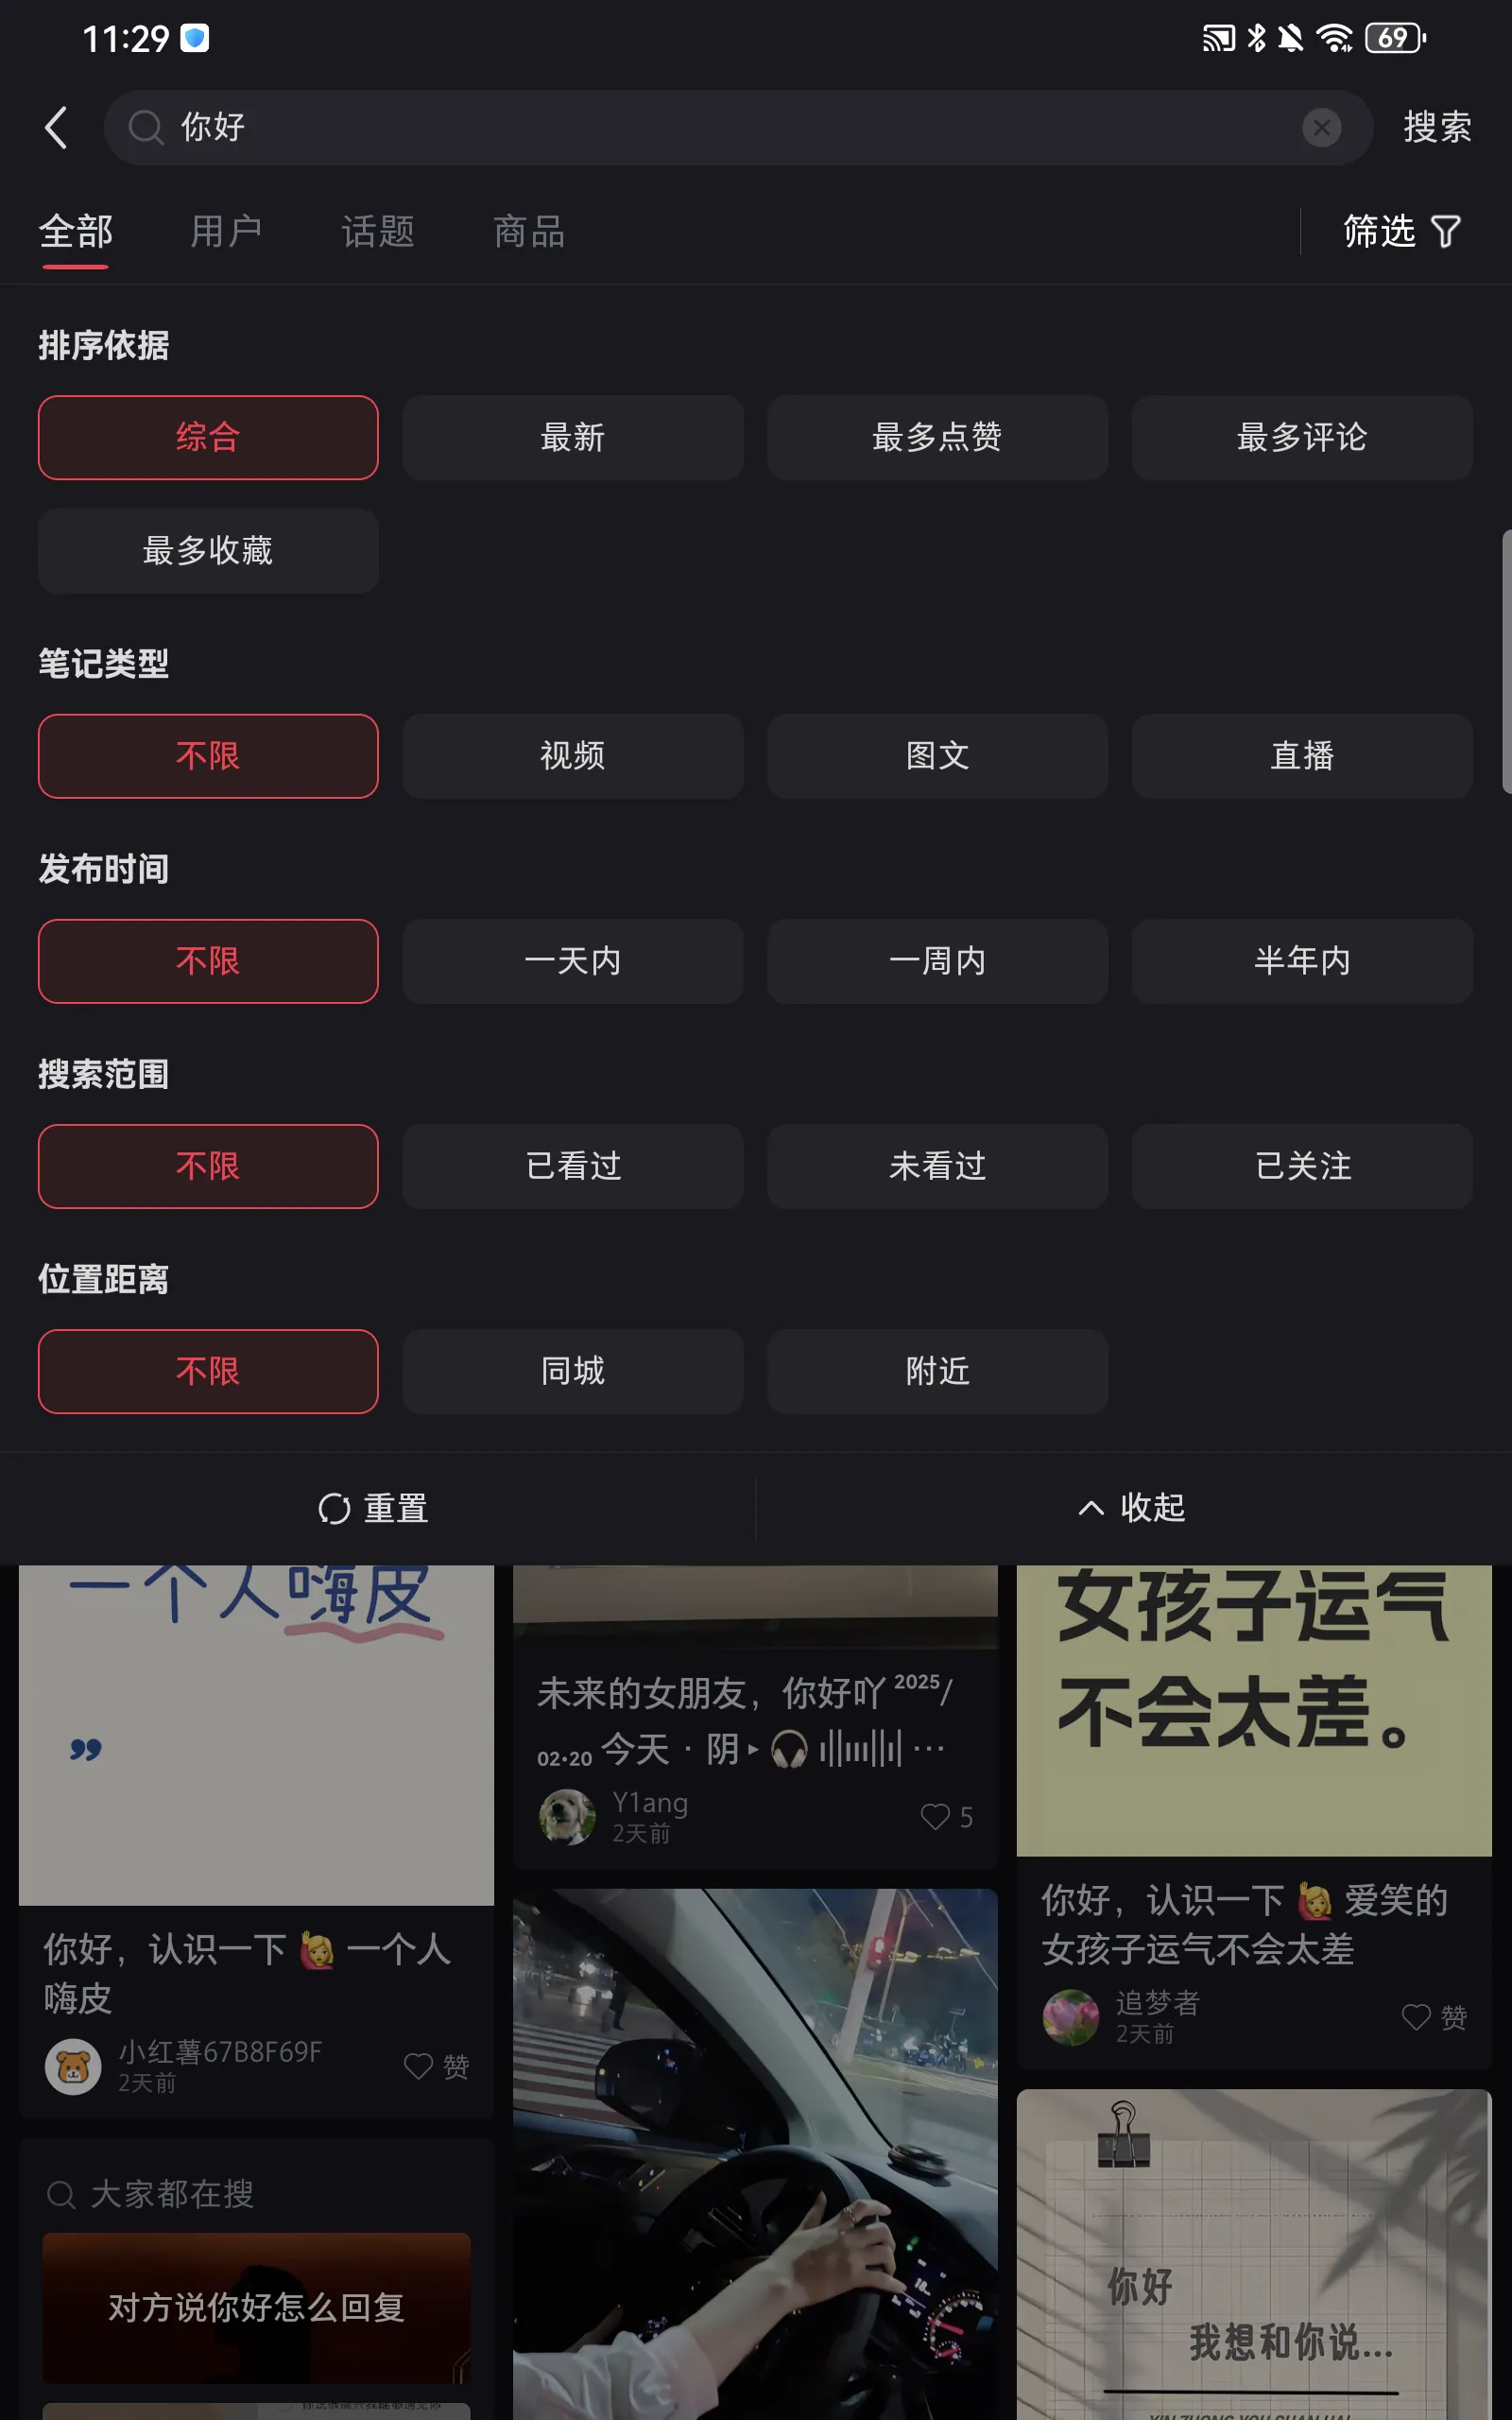 11:29
69
你好
搜索
全部 用户 话题 商品 筛选
排序依据
综合 最新 最多点赞 最多评论
最多收藏
笔记类型
不限 视频 图文 直播
发布时间
不限 一天内 一周内 半年内
搜索范围
不限 已看过 未看过 已关注
位置距离
不限 同城 附近
重置 收起
一个人嗨皮
”
你好，认识一下 🙋 一个人
嗨皮
小红薯67B8F69F
2天前
赞
大家都在搜
对方说你好怎么回复
未来的女朋友，你好吖 2025/
02•20 今天 · 阴 ▸ 🎧 ...
Y1ang
2天前
5
女孩子运气
不会太差。
你好，认识一下 🙋 爱笑的
女孩子运气不会太差
追梦者
2天前
赞
你好
我想和你说...